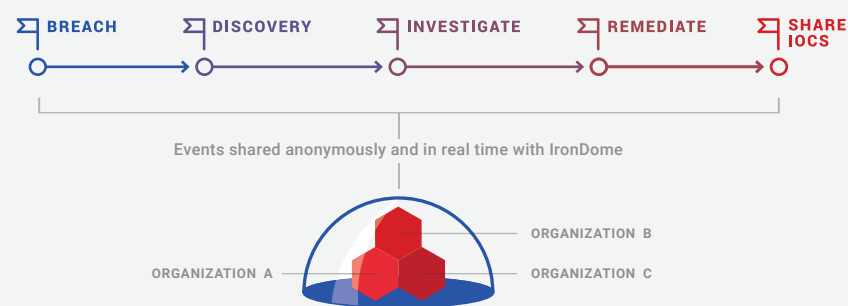 BREACH
DISCOVERY
INVESTIGATE
REMEDIATE
SHARE
IOCS
Events shared anonymously and in real time with IronDome
ORGANIZATION B
ORGANIZATION A
ORGANIZATION C